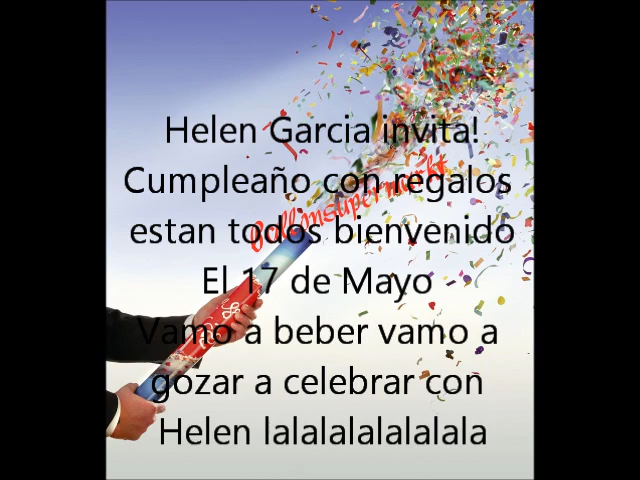 Helen Garcia invita!
Cumpleaño con regalos
estan todos bienvenido
El 17 de Mayo
Vamo a beber vamo a
gozar a celebrar con
Helen lalalalalalalala
Ballonsupermarkt